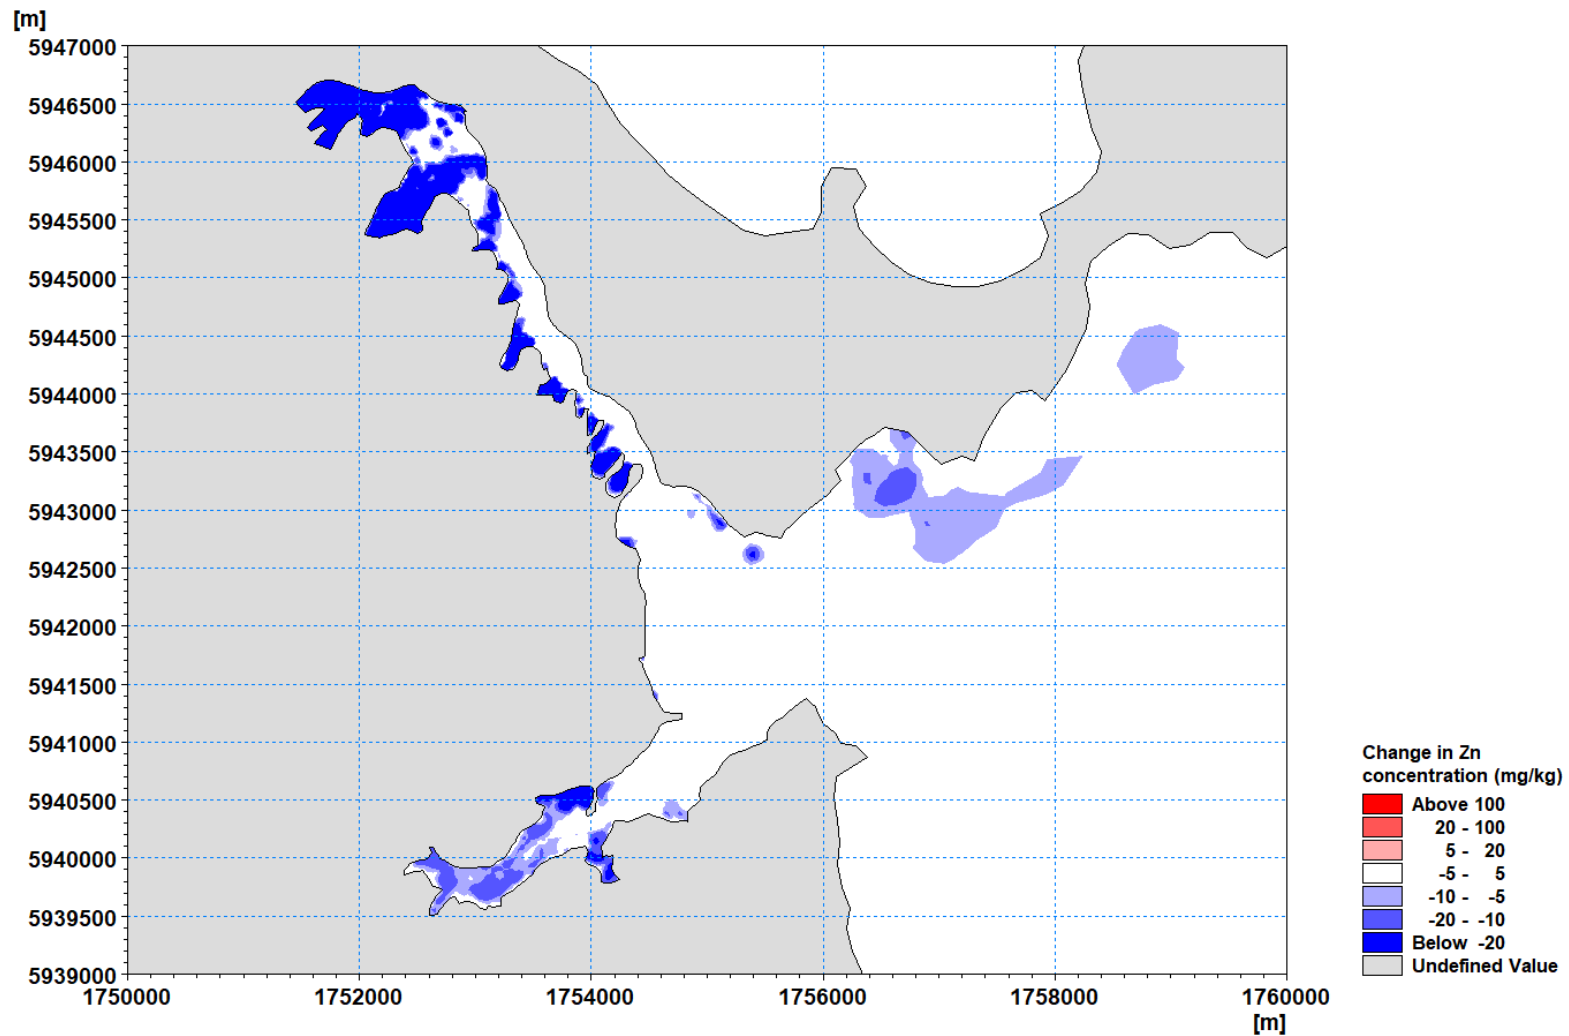 [m]
5947000
5946500
5946000
5945500
5945000
5944500
5944000
5943500
5943000
5942500
5942000
5941500
5941000
5940500
5940000
5939500
5939000
1750000 1752000 1754000 1756000 1758000 1760000
[m]
Change in Zn
concentration (mg/kg)
Above 100
20 - 100
5 - 20
-5 - 5
-10 - -5
-20 - -10
Below -20
Undefined Value